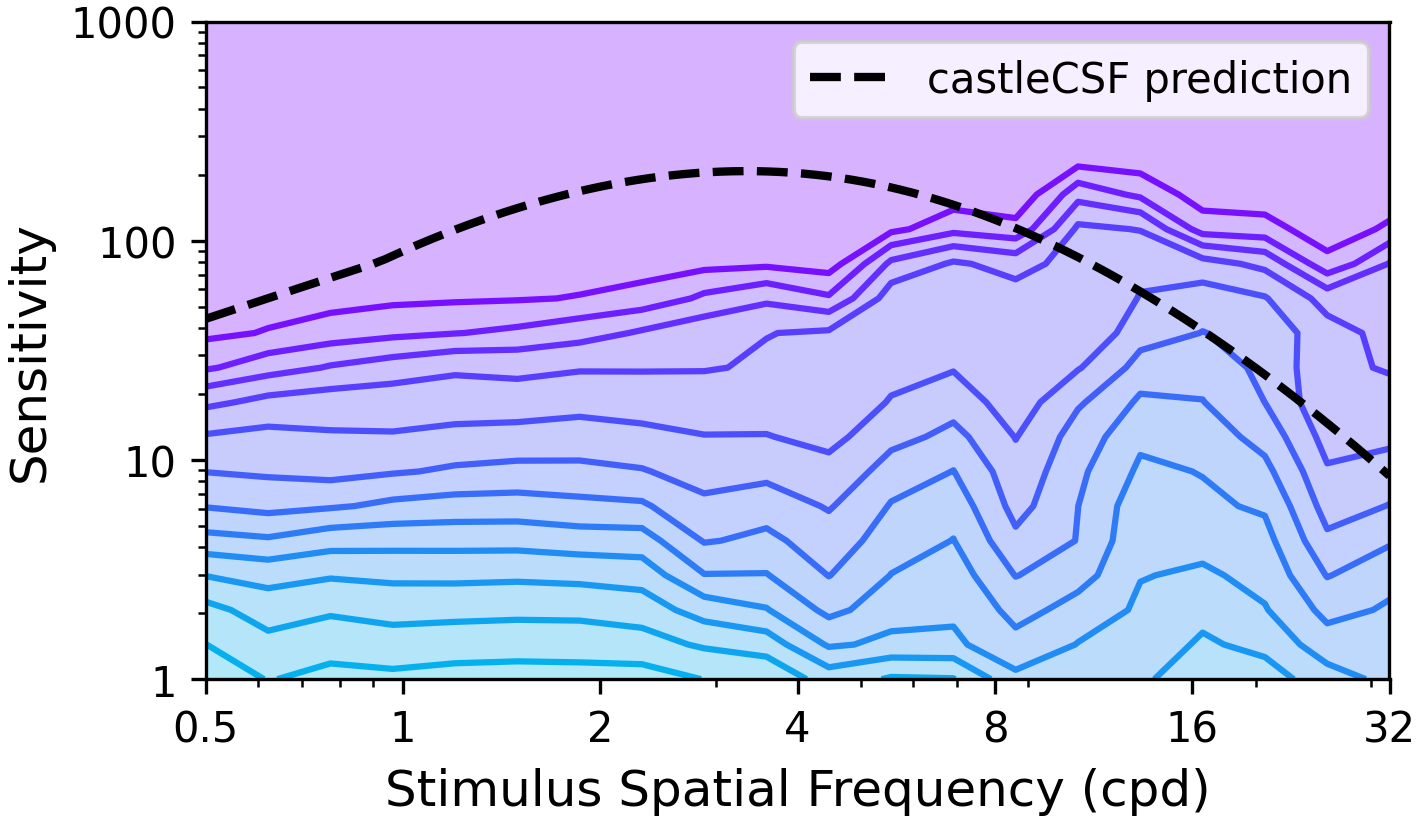 1000
100
10
1
Sensitivity
castleCSF prediction
0.5 1 2 4 8 16 32
Stimulus Spatial Frequency (cpd)